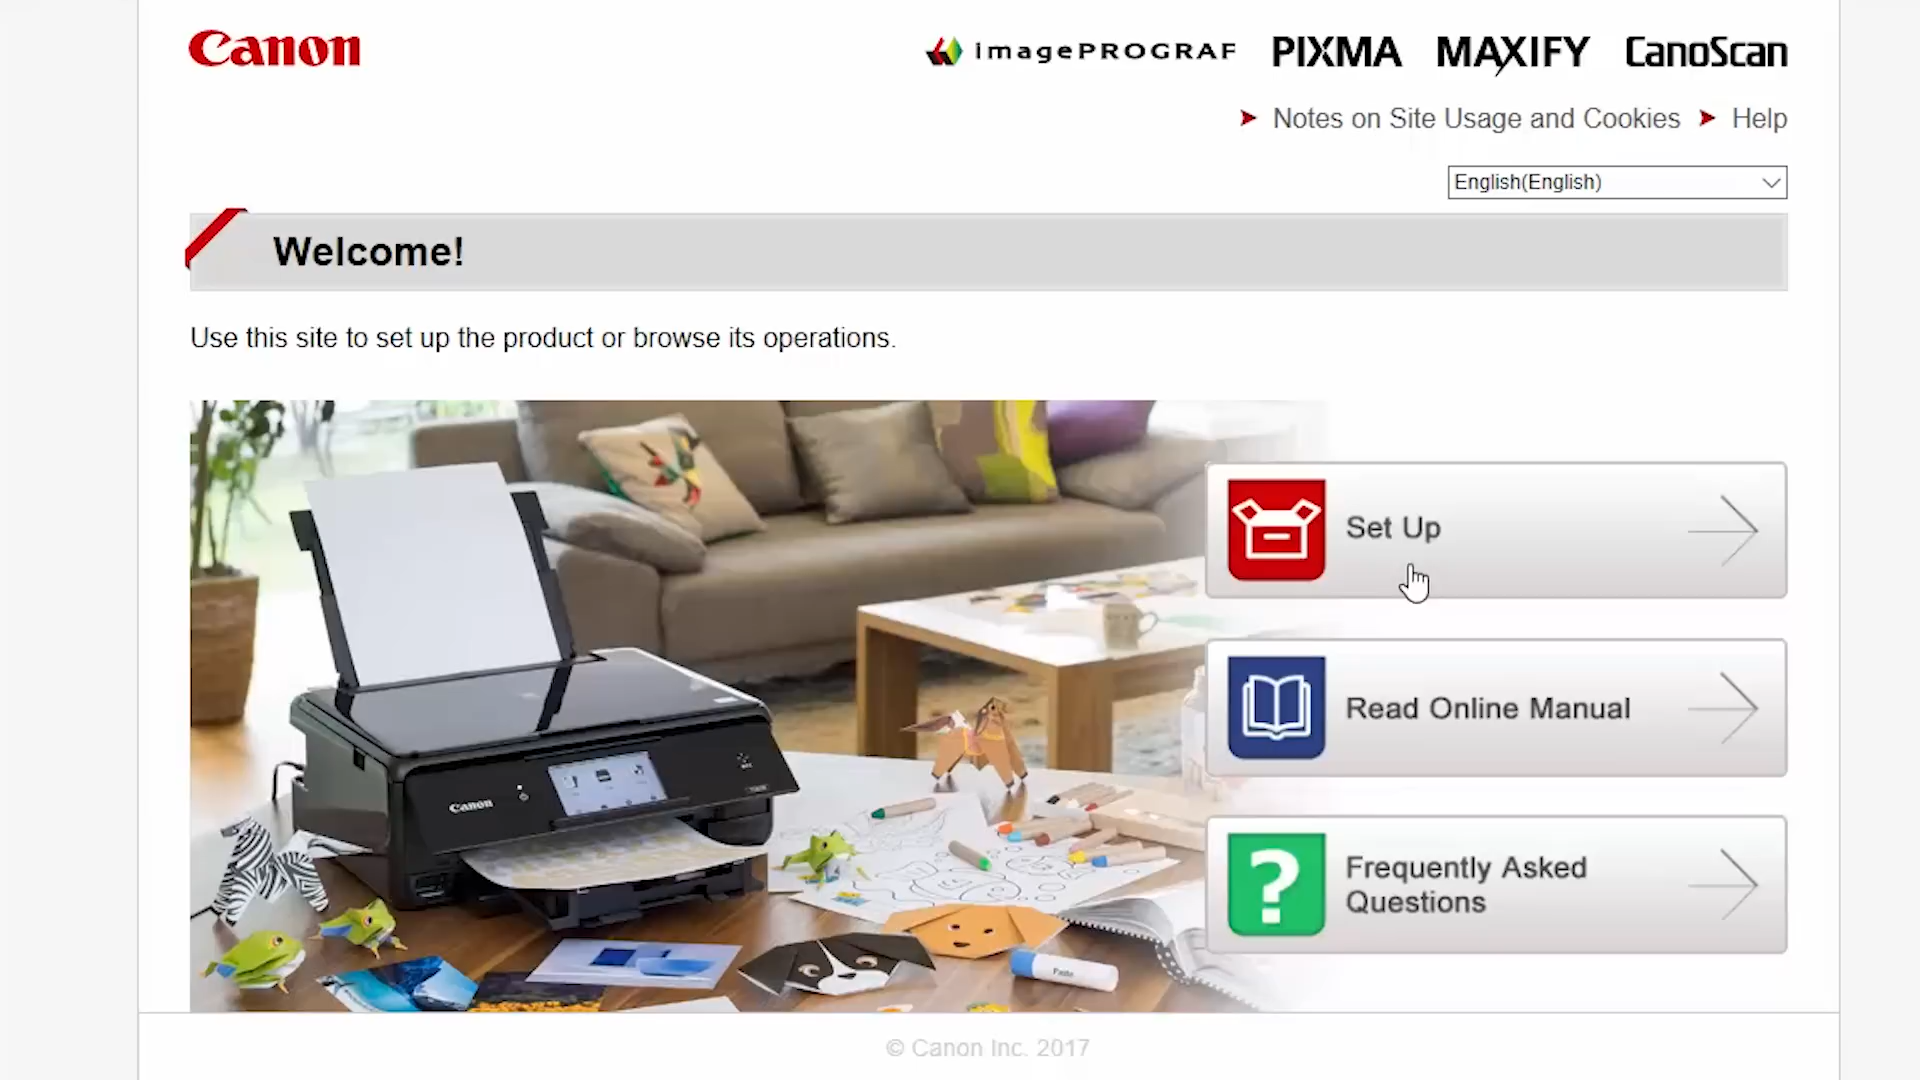 Canon
imagePROGRAF PIXMA MAXIFY CanoScan
Notes on Site Usage and Cookies Help
English(English)
Welcome!
Use this site to set up the product or browse its operations.
Set Up
Canon
Read Online Manual
Frequently Asked
Questions
Paste
© Canon Inc. 2017